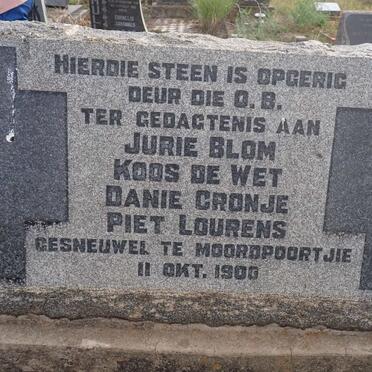 HIERDIE STEEN IS OPGERIG
DEUR DIE O.B.
TER GEDAGTENIS AAN
JURIE BLOM
KOOS DE WET
DANIE CRONJE
PIET LOURENS
GESNEUWEL TE MOORDPOORTJIE
11 OKT. 1900